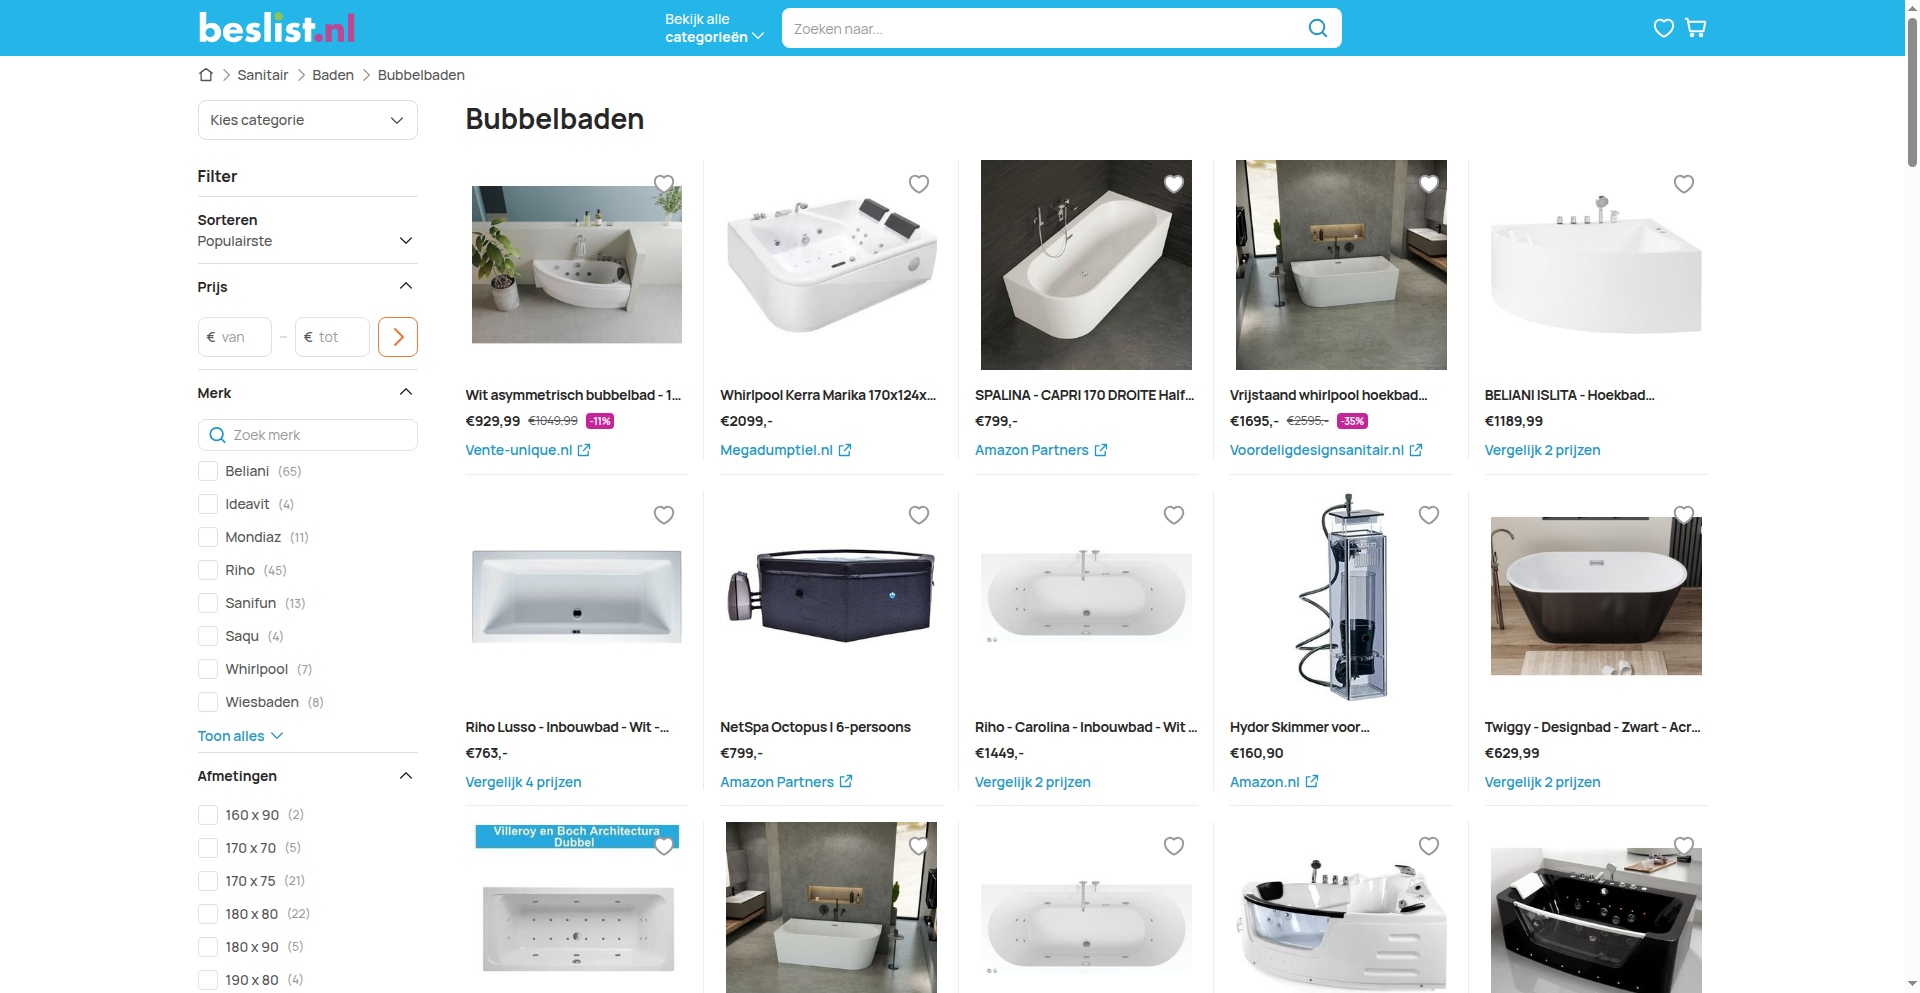 beslist.nl
Bekijk alle
categorieën
Zoeken naar...
Sanitair
Baden
Bubbelbaden
Kies categorie
Bubbelbaden
Filter
Sorteren
Populairste
Prijs
€ van
–
€ tot
Merk
Zoek merk
Beliani (65)
Ideavit (4)
Mondiaz (11)
Riho (45)
Sanifun (13)
Saqu (4)
Whirlpool (7)
Wiesbaden (8)
Toon alles
Afmetingen
160 x 90 (2)
170 x 70 (5)
170 x 75 (21)
180 x 80 (22)
180 x 90 (5)
190 x 80 (4)
Wit asymmetrisch bubbelbad - 1...
€929,99 €1049,99 -11%
Vente-unique.nl
Whirlpool Kerra Marika 170x124x...
€2099,-
Megadumptiel.nl
SPALINA - CAPRI 170 DROITE Half...
€799,-
Amazon Partners
Vrijstaand whirlpool hoekbad...
€1695,- €2595,- -35%
Voordeligdesignsanitair.nl
BELIANI ISLITA - Hoekbad...
€1189,99
Vergelijk 2 prijzen
Riho Lusso - Inbouwbad - Wit -...
€763,-
Vergelijk 4 prijzen
NetSpa Octopus | 6-persoons
€799,-
Amazon Partners
Riho - Carolina - Inbouwbad - Wit ...
€1449,-
Vergelijk 2 prijzen
Hydor Skimmer voor...
€160,90
Amazon.nl
Twiggy - Designbad - Zwart - Acr...
€629,99
Vergelijk 2 prijzen
Villeroy en Boch Architectura
Dubbel